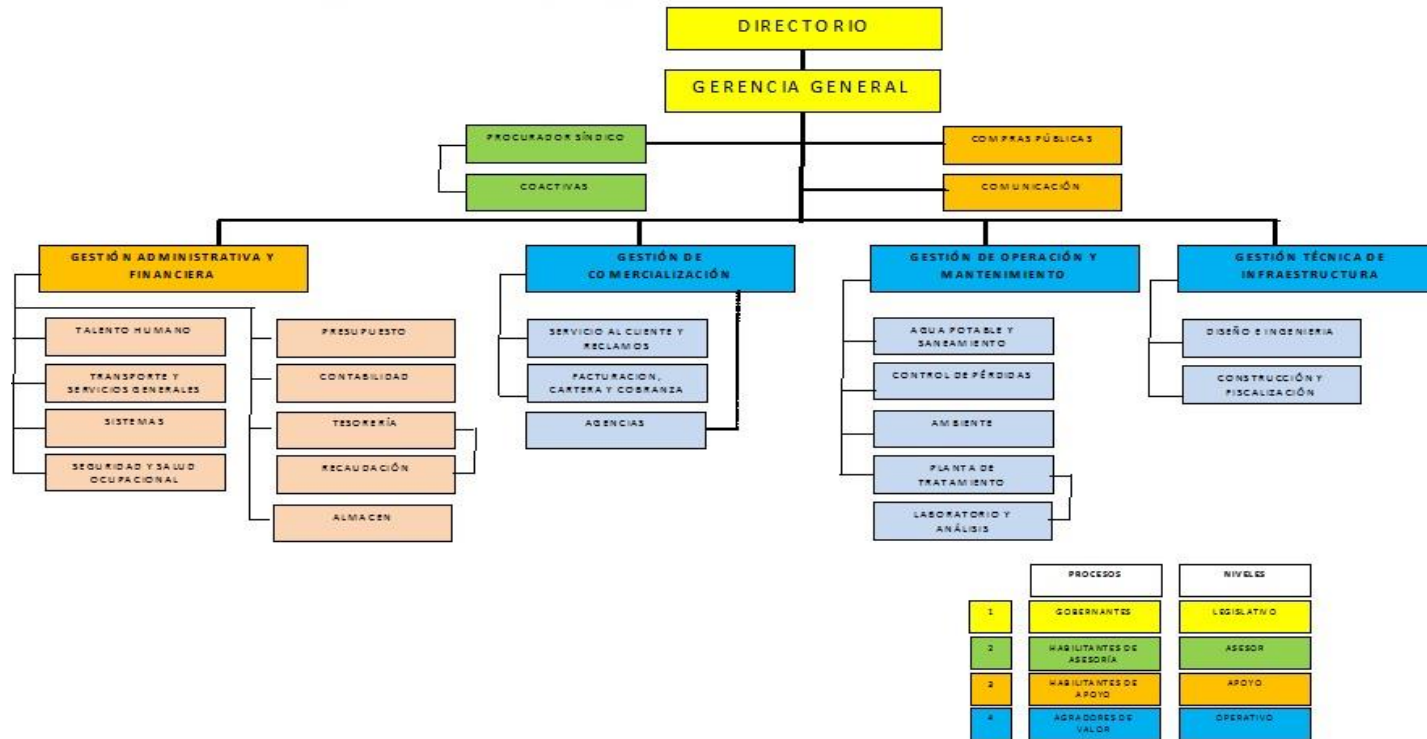 DIRECTORIO
GERENCIA GENERAL
PROCURADOR SÍNDICO
COMPRAS PÚBLICAS
COACTIVAS
COMUNICACIÓN
GESTIÓN ADMINISTRATIVA Y
FINANCIERA
GESTIÓN DE
COMERCIALIZACIÓN
GESTIÓN DE OPERACIÓN Y
MANTENIMIENTO
GESTIÓN TÉCNICA DE
INFRAESTRUCTURA
TALENTO HUMANO
TRANSPORTE Y
SERVICIOS GENERALES
SISTEMAS
SEGURIDAD Y SALUD
OCUPACIONAL
PRESUPUESTO
CONTABILIDAD
TESORERÍA
RECAUDACIÓN
ALMACEN
SERVICIO AL CLIENTE Y
RECLAMOS
FACTURACION,
CARTERA Y COBRANZA
AGENCIAS
AGUA POTABLE Y
SANEAMIENTO
CONTROL DE PÉRDIDAS
AMBIENTE
PLANTA DE
TRATAMIENTO
LABORATORIO Y
ANÁLISIS
DISEÑO E INGENIERIA
CONSTRUCCIÓN Y
FISCALIZACIÓN
PROCESOS
NIVELES
1
GOBERNANTES
LEGISLATIVO
2
HABILITANTES DE
ASESORÍA
ASESOR
3
HABILITANTES DE
APOYO
APOYO
4
AGRADORES DE
VALOR
OPERATIVO